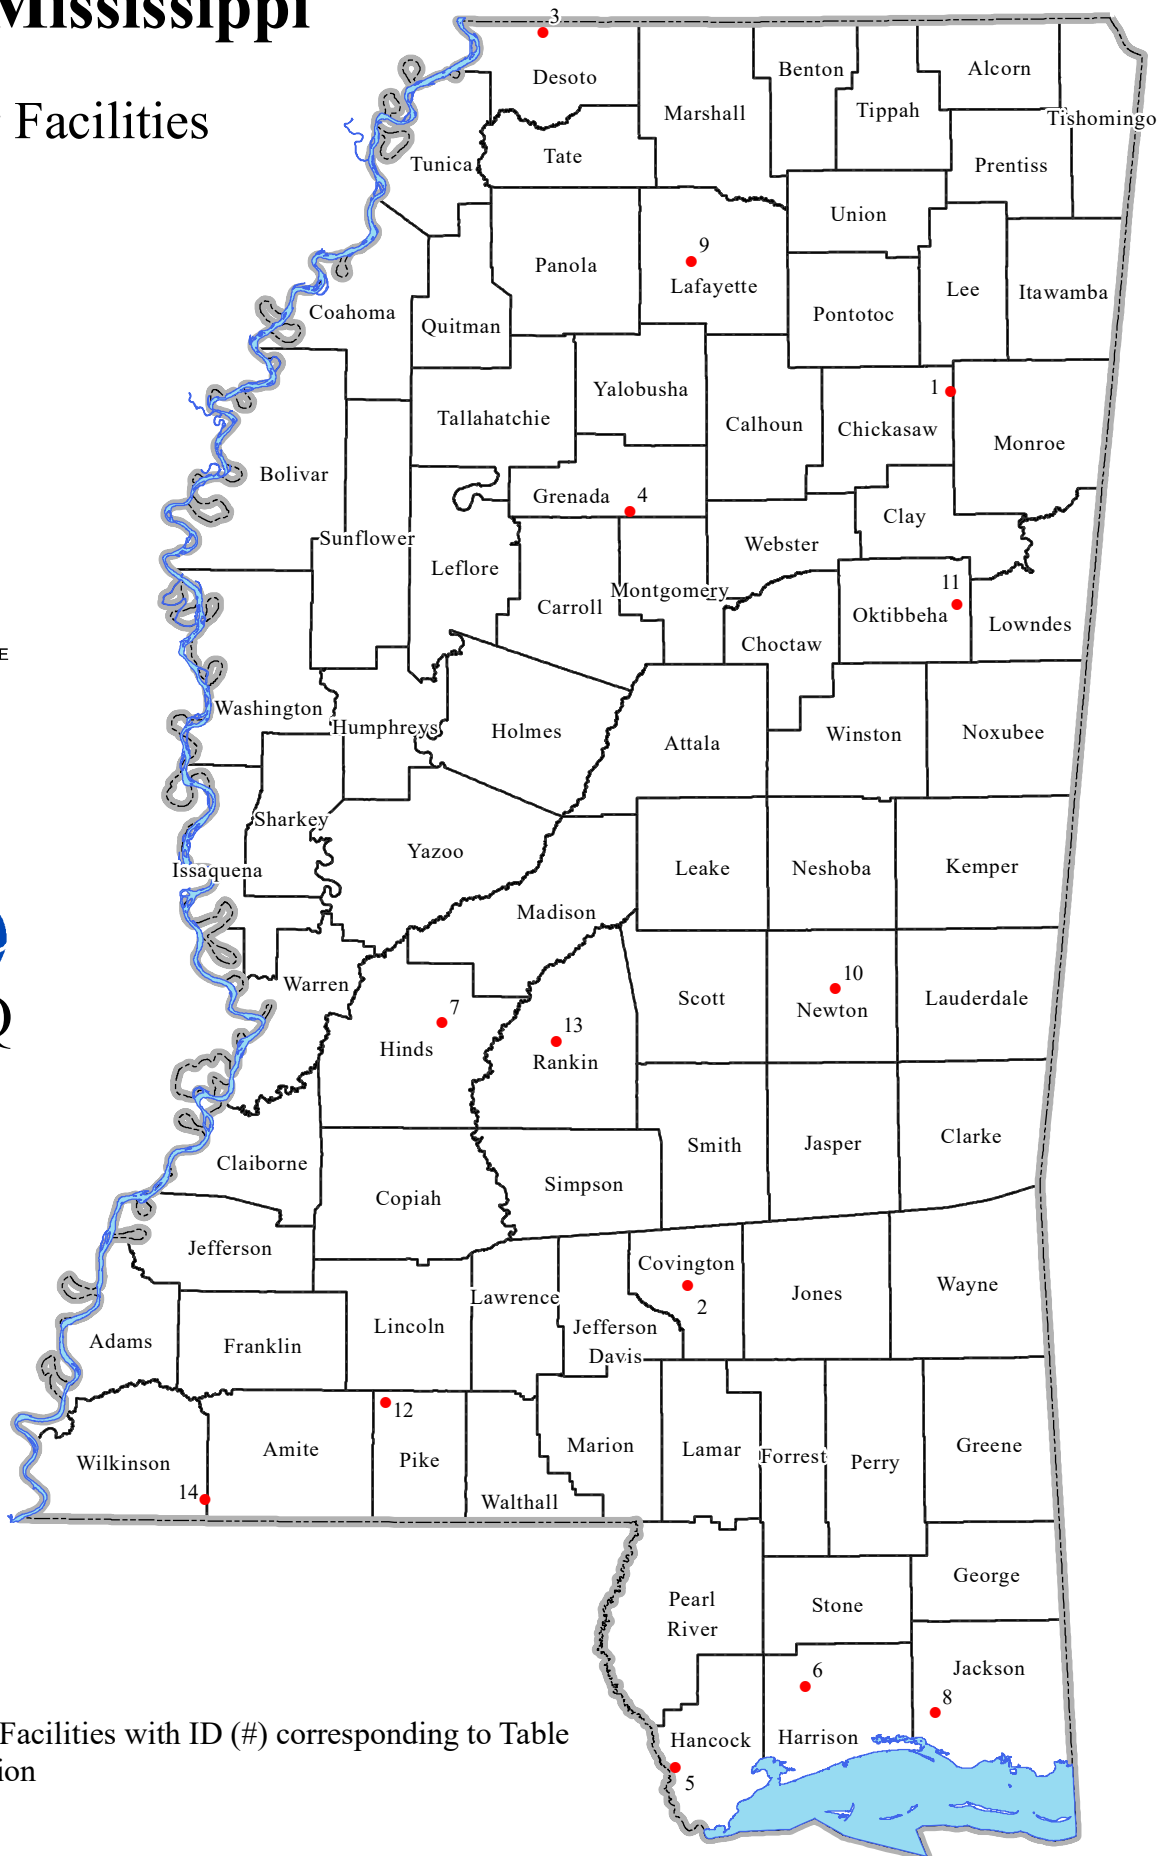 Mississippi
3
Facilities
Desoto
Benton
Alcorn
Marshall
Tippah
Tishomingo
Tunica
Tate
Prentiss
Union
9
Panola
Lafayette
Lee
Itawamba
Coahoma
Quitman
Pontotoc
1
Yalobusha
Tallahatchie
Calhoun
Chickasaw
Monroe
Bolivar
Grenada
4
Clay
Sunflower
Webster
Leflore
11
Montgomery
Carroll
Oktibbeha
Lowndes
Choctaw
E
Washington
Humphreys
Holmes
Attala
Winston
Noxubee
Sharkey
Yazoo
Issaquena
Leake
Neshoba
Kemper
Madison
10
Warren
Scott
Newton
Lauderdale
7
13
Hinds
Rankin
Smith
Jasper
Clarke
Claiborne
Copiah
Simpson
Jefferson
Covington
Lawrence
2
Jones
Wayne
Adams
Franklin
Lincoln
Jefferson
Davis
12
Wilkinson
Amite
Pike
Marion
Lamar
Forrest
Perry
Greene
14
Walthall
George
Pearl
River
Stone
6
Jackson
8
Facilities with ID (#) corresponding to Table
Hancock
Harrison
ion
5